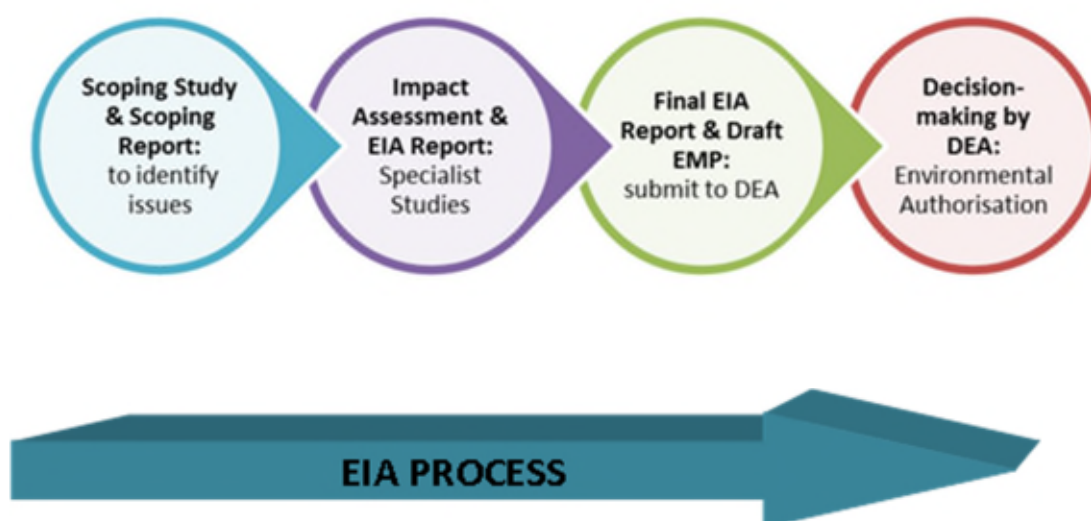 Scoping Study
& Scoping
Report:
to identify
issues
Impact
Assessment &
EIA Report:
Specialist
Studies
Final EIA
Report & Draft
EMP:
submit to DEA
Decision-
making by
DEA:
Environmental
Authorisation
EIA PROCESS